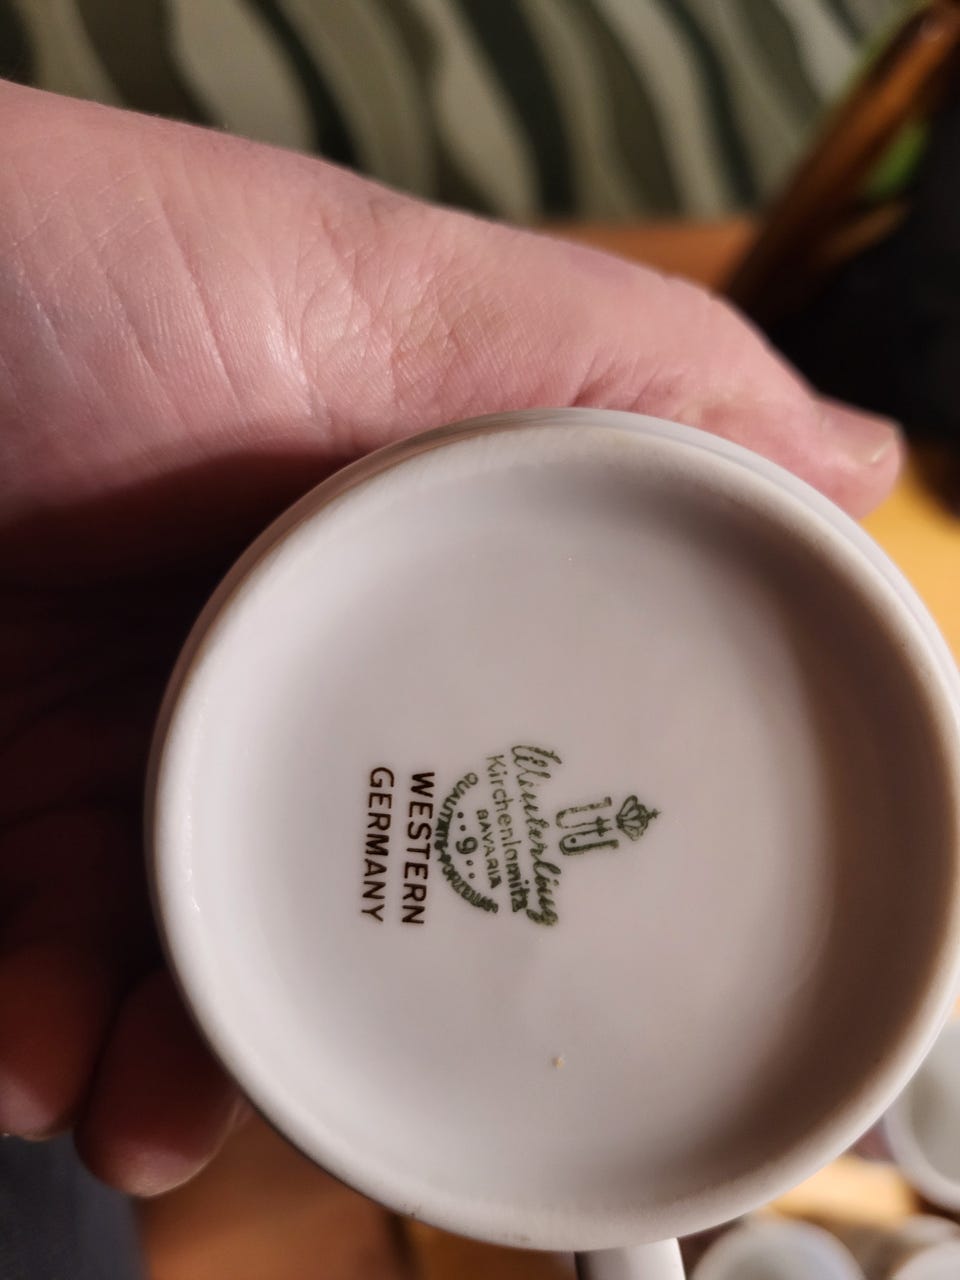 Winterling
Kirchenlamitz
BAVARIA
..9..
QUALITÄTS-PORZELLAN
WESTERN
GERMANY